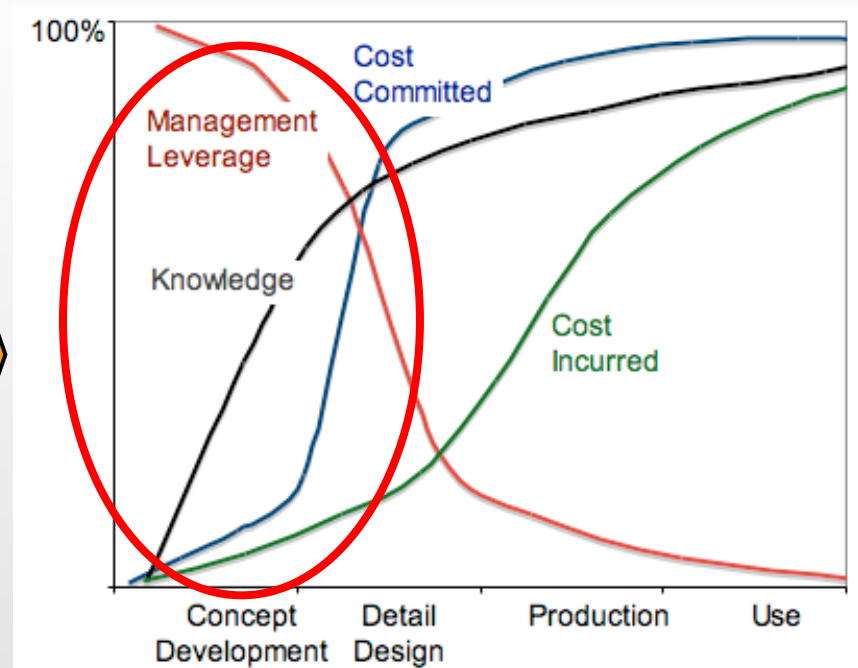 100%
Cost
Committed
Management
Leverage
Knowledge
Cost
Incurred
Concept
Development
Detail
Design
Production
Use